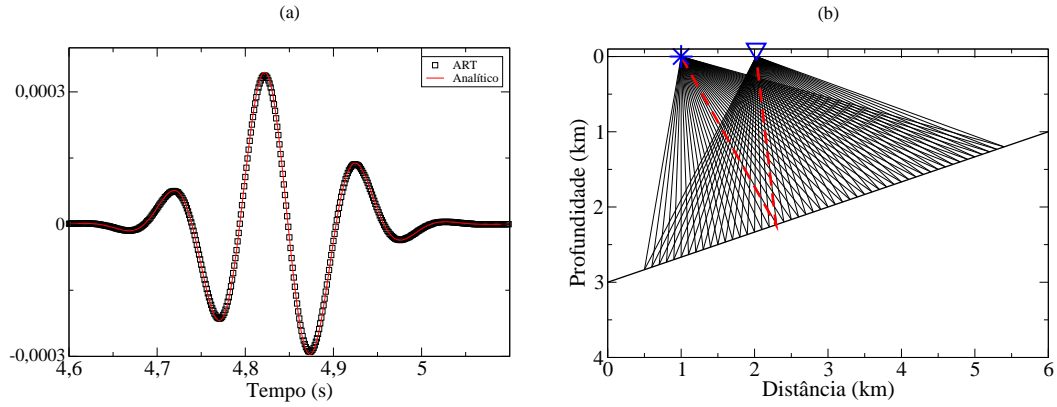 (a)
0,0003
0
-0,0003
4,6 4,7 4,8 4,9 5
Tempo (s)
ART
Analítico
(b)
0
1
2
3
4
Profundidade (km)
0 1 2 3 4 5 6
Distância (km)